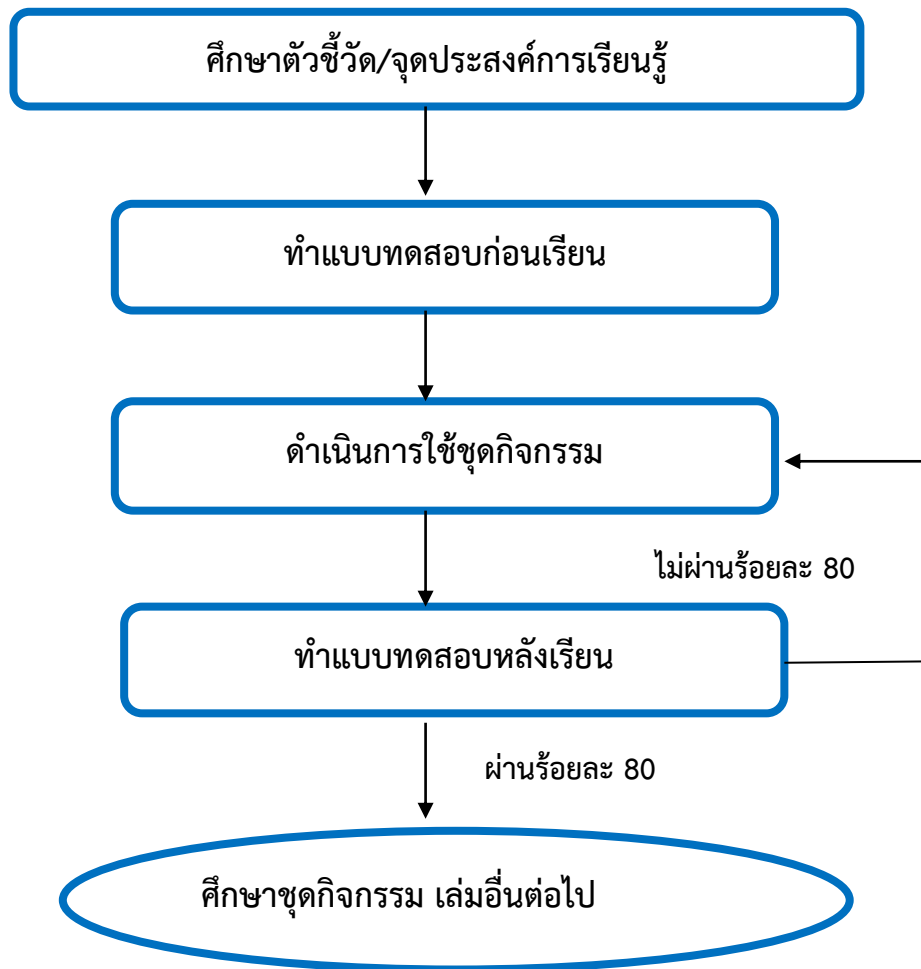 ศึกษาตัวชี้วัด/จุดประสงค์การเรียนรู้
ทำแบบทดสอบก่อนเรียน
ดำเนินการใช้ชุดกิจกรรม
ไม่ผ่านร้อยละ 80
ทำแบบทดสอบหลังเรียน
ผ่านร้อยละ 80
ศึกษาชุดกิจกรรม เล่มอื่นต่อไป